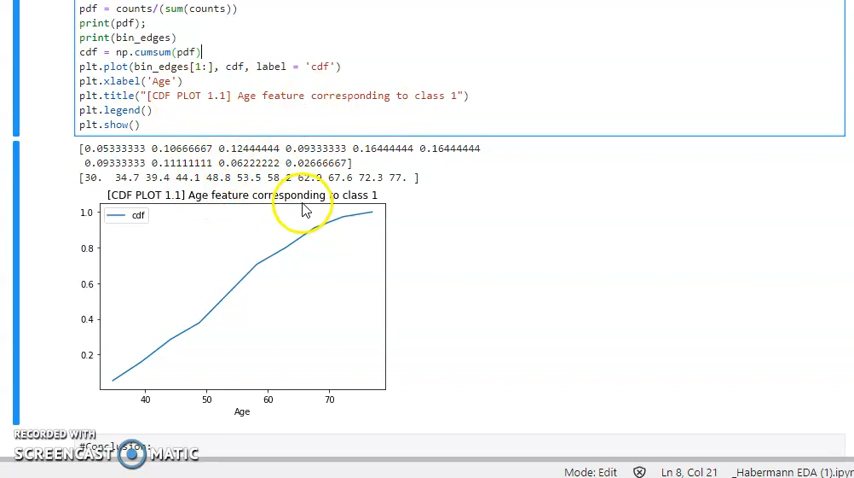 pdf = counts/(sum(counts))
print(pdf);
print(bin_edges)
cdf = np.cumsum(pdf)
plt.plot(bin_edges[1:], cdf, label = 'cdf')
plt.xlabel('Age')
plt.title("[CDF PLOT 1.1] Age feature corresponding to class 1")
plt.legend()
plt.show()
[0.05333333 0.10666667 0.12444444 0.09333333 0.16444444 0.16444444
0.09333333 0.11111111 0.06222222 0.02666667]
[30. 34.7 39.4 44.1 48.8 53.5 58.2 62.9 67.6 72.3 77. ]
[CDF PLOT 1.1] Age feature corresponding to class 1
cdf
1.0
0.8
0.6
0.4
0.2
40 50 60 70
Age
#Conclusion:
RECORDED WITH
SCREENCAST MATIC
Mode: Edit Ln 8, Col 21 _Habermann EDA (1).ipyr